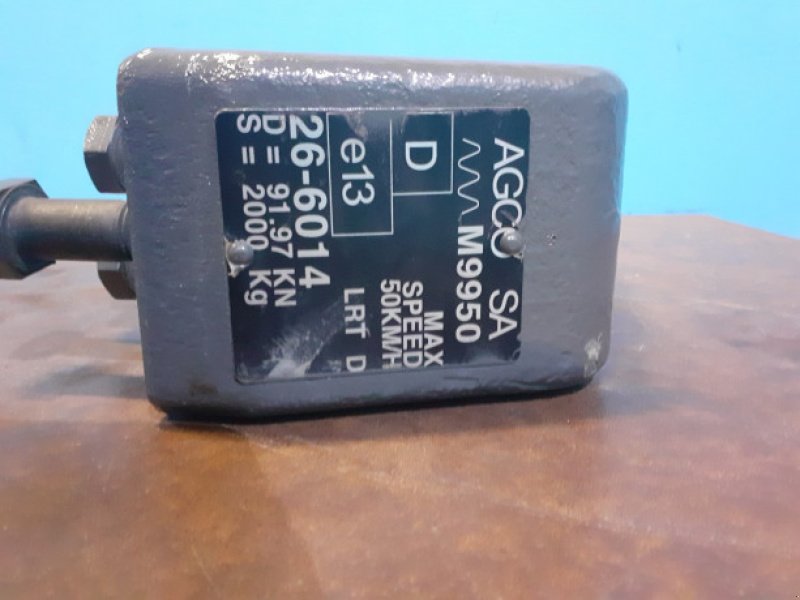 AGCO SA
M9950
MAX
SPEED
50KM/H
D
e13
LRT D
26-6014
D = 91.97 KN
S = 2000 Kg